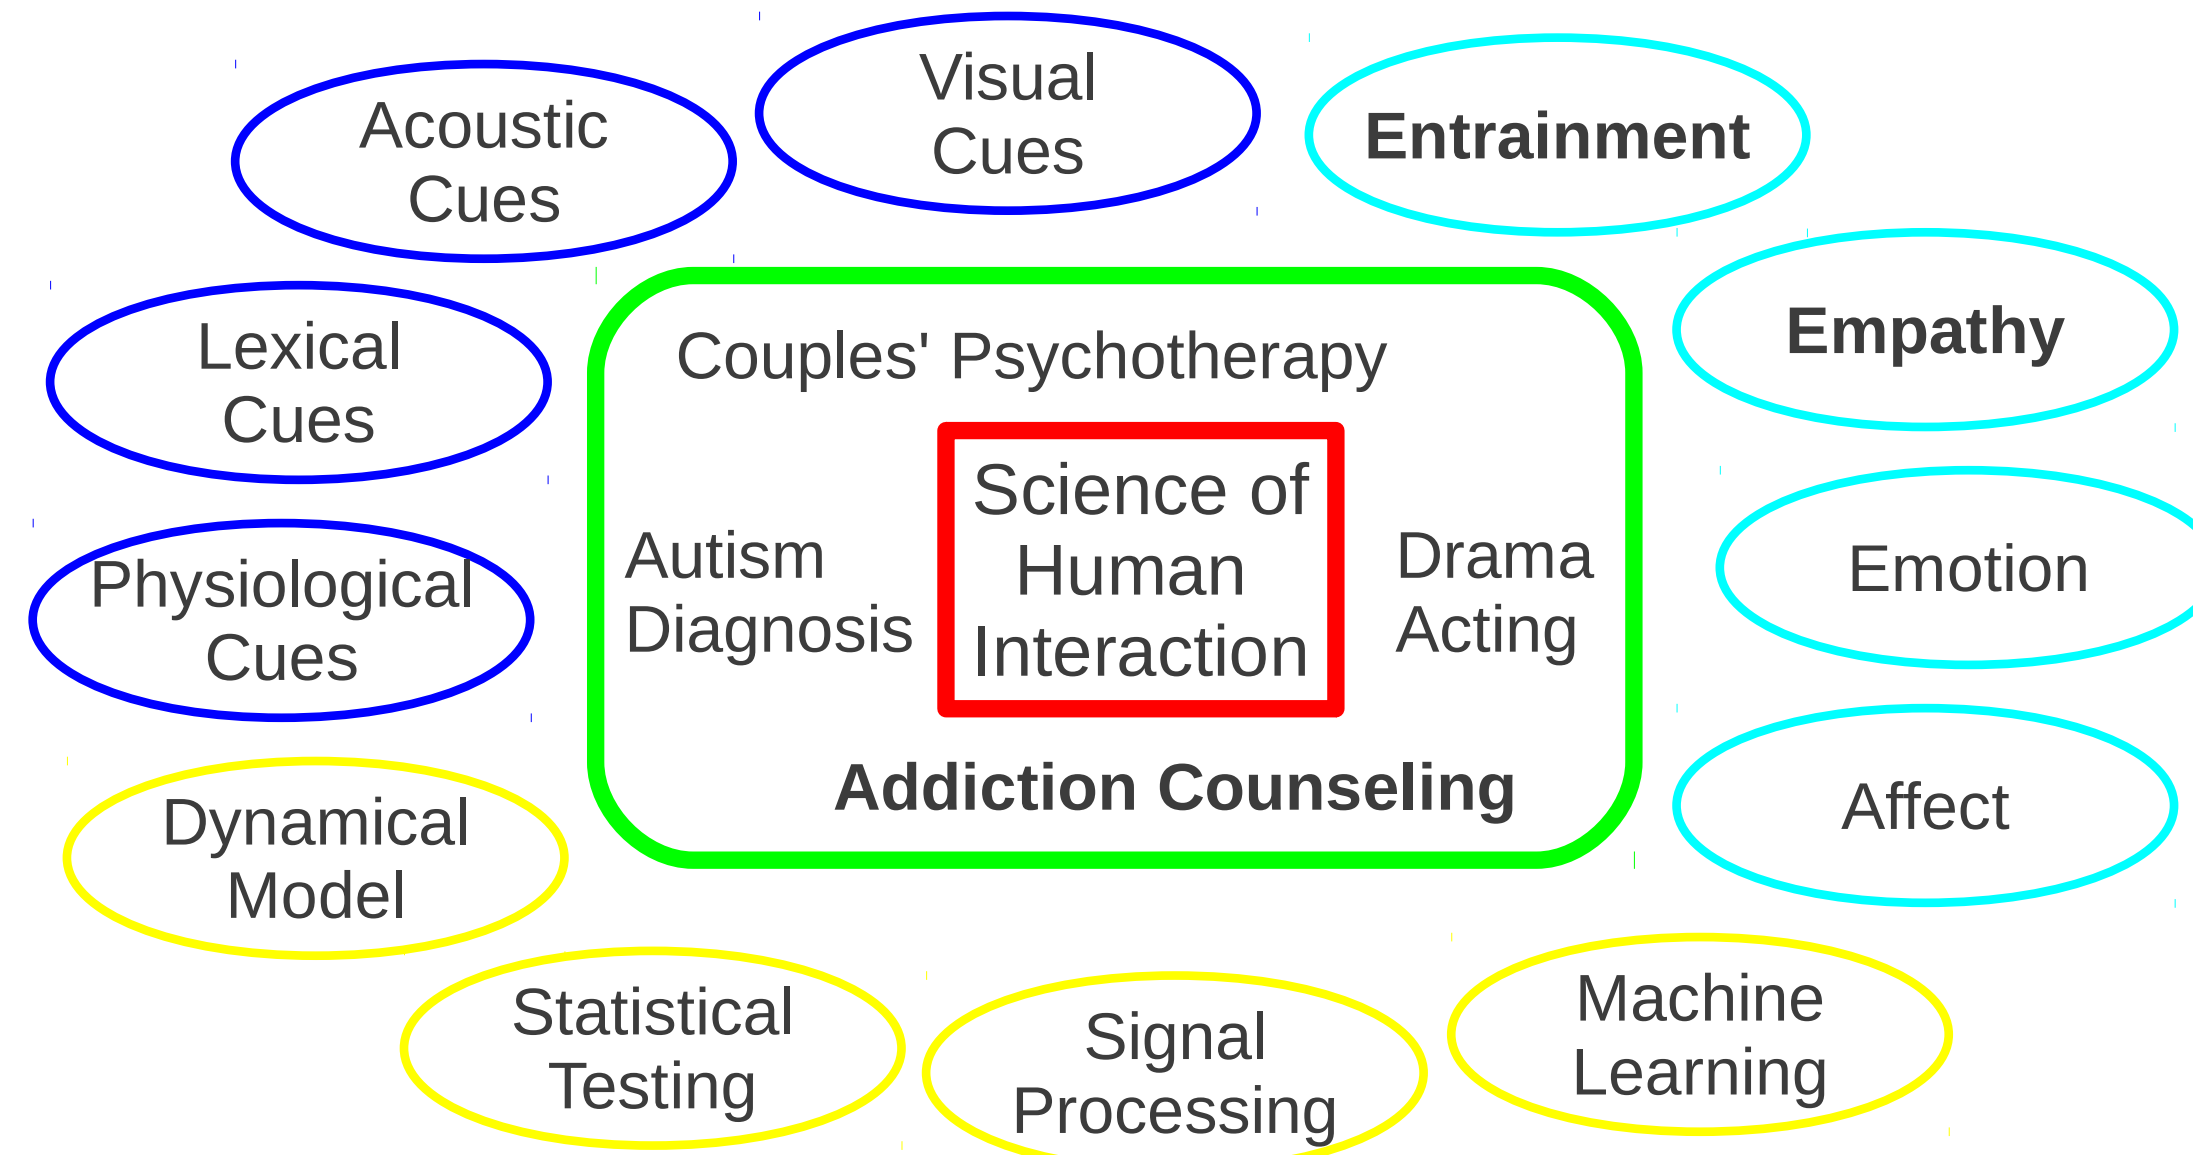 Visual
Cues
Acoustic
Cues
Entrainment
Lexical
Cues
Empathy
Couples' Psychotherapy
Science of
Human
Interaction
Autism
Diagnosis
Drama
Acting
Emotion
Physiological
Cues
Addiction Counseling
Affect
Dynamical
Model
Statistical
Testing
Signal
Processing
Machine
Learning